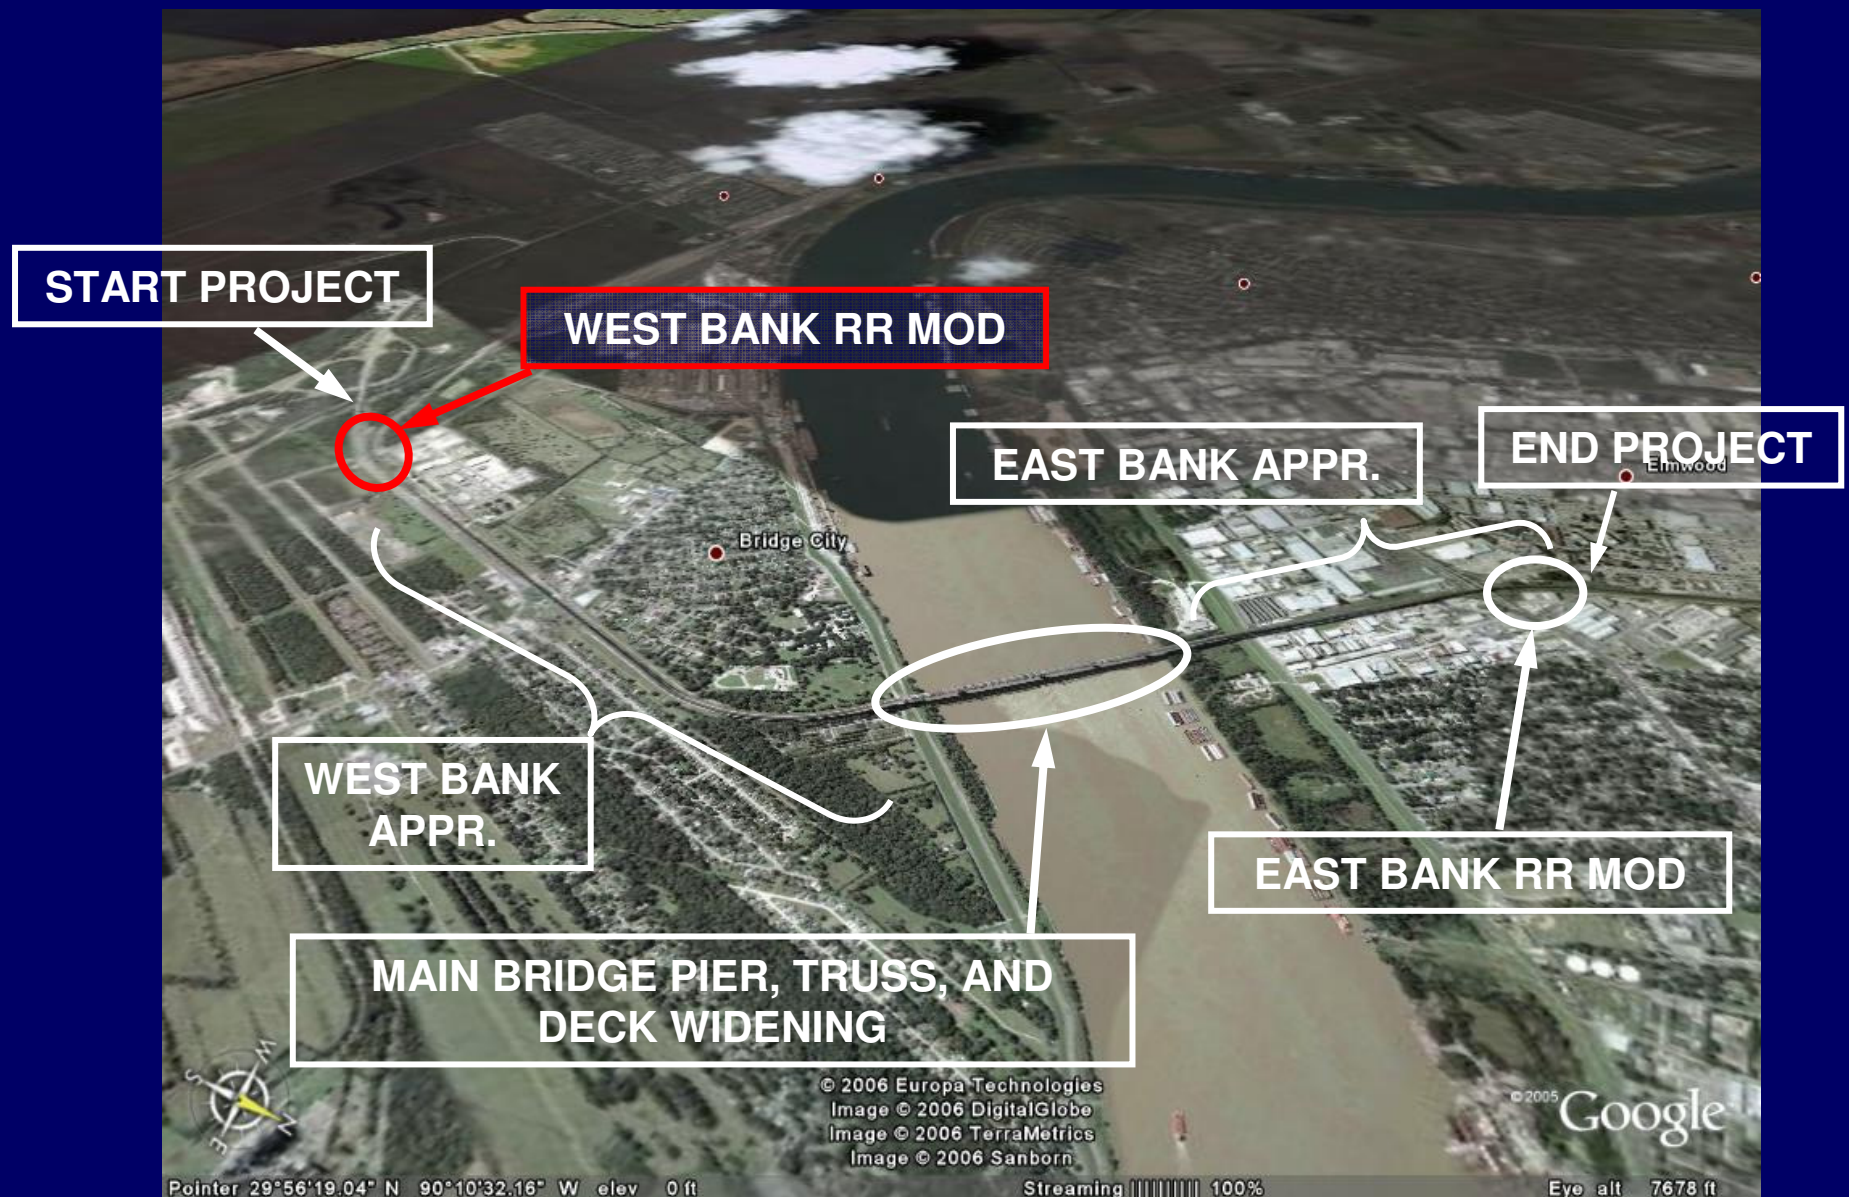 START PROJECT
WEST BANK RR MOD
EAST BANK APPR.
END PROJECT
Elmwood
Bridge City
WEST BANK
APPR.
EAST BANK RR MOD
MAIN BRIDGE PIER, TRUSS, AND
DECK WIDENING
W
S
N
E
© 2006 Europa Technologies
Image © 2006 DigitalGlobe
Image © 2006 TerraMetrics
Image © 2006 Sanborn
© 2005 Google
Pointer 29°56'19.04" N 90°10'32.16" W elev 0 ft Streaming |||||||||| 100% Eye alt 7678 ft